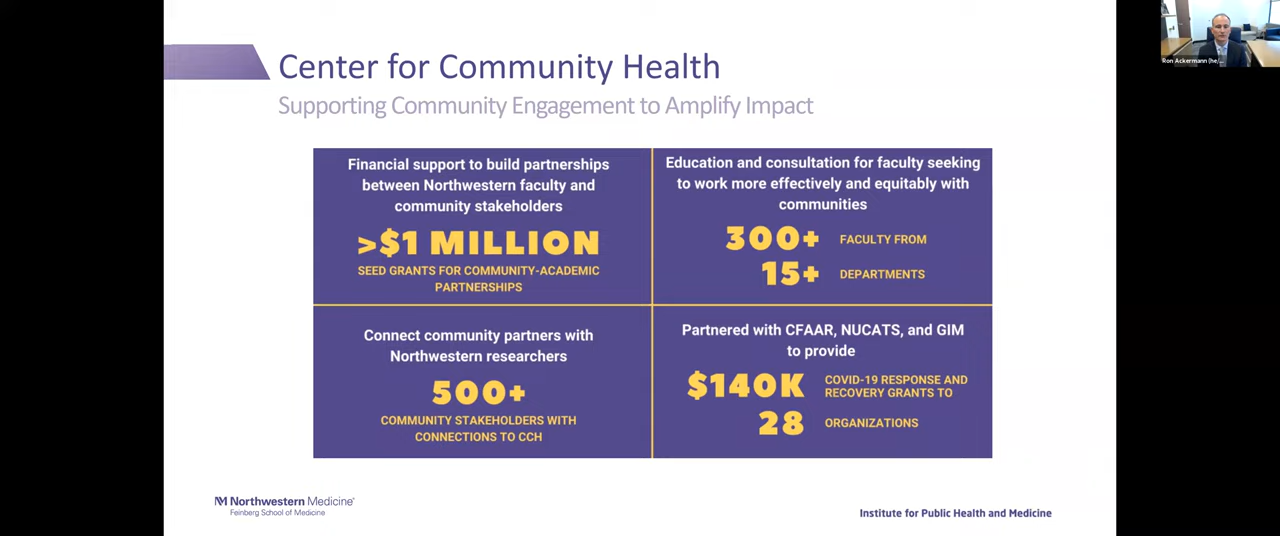 Center for Community Health
Supporting Community Engagement to Amplify Impact
Financial support to build partnerships
between Northwestern faculty and
community stakeholders
>$1 MILLION
SEED GRANTS FOR COMMUNITY-ACADEMIC
PARTNERSHIPS
Education and consultation for faculty seeking
to work more effectively and equitably with
communities
300+ FACULTY FROM
15+ DEPARTMENTS
Connect community partners with
Northwestern researchers
500+
COMMUNITY STAKEHOLDERS WITH
CONNECTIONS TO CCH
Partnered with CFAAR, NUCATS, and GIM
to provide
$140K COVID-19 RESPONSE AND
RECOVERY GRANTS TO
28 ORGANIZATIONS
Northwestern Medicine
Feinberg School of Medicine
Institute for Public Health and Medicine
Ron Ackermann (he/...